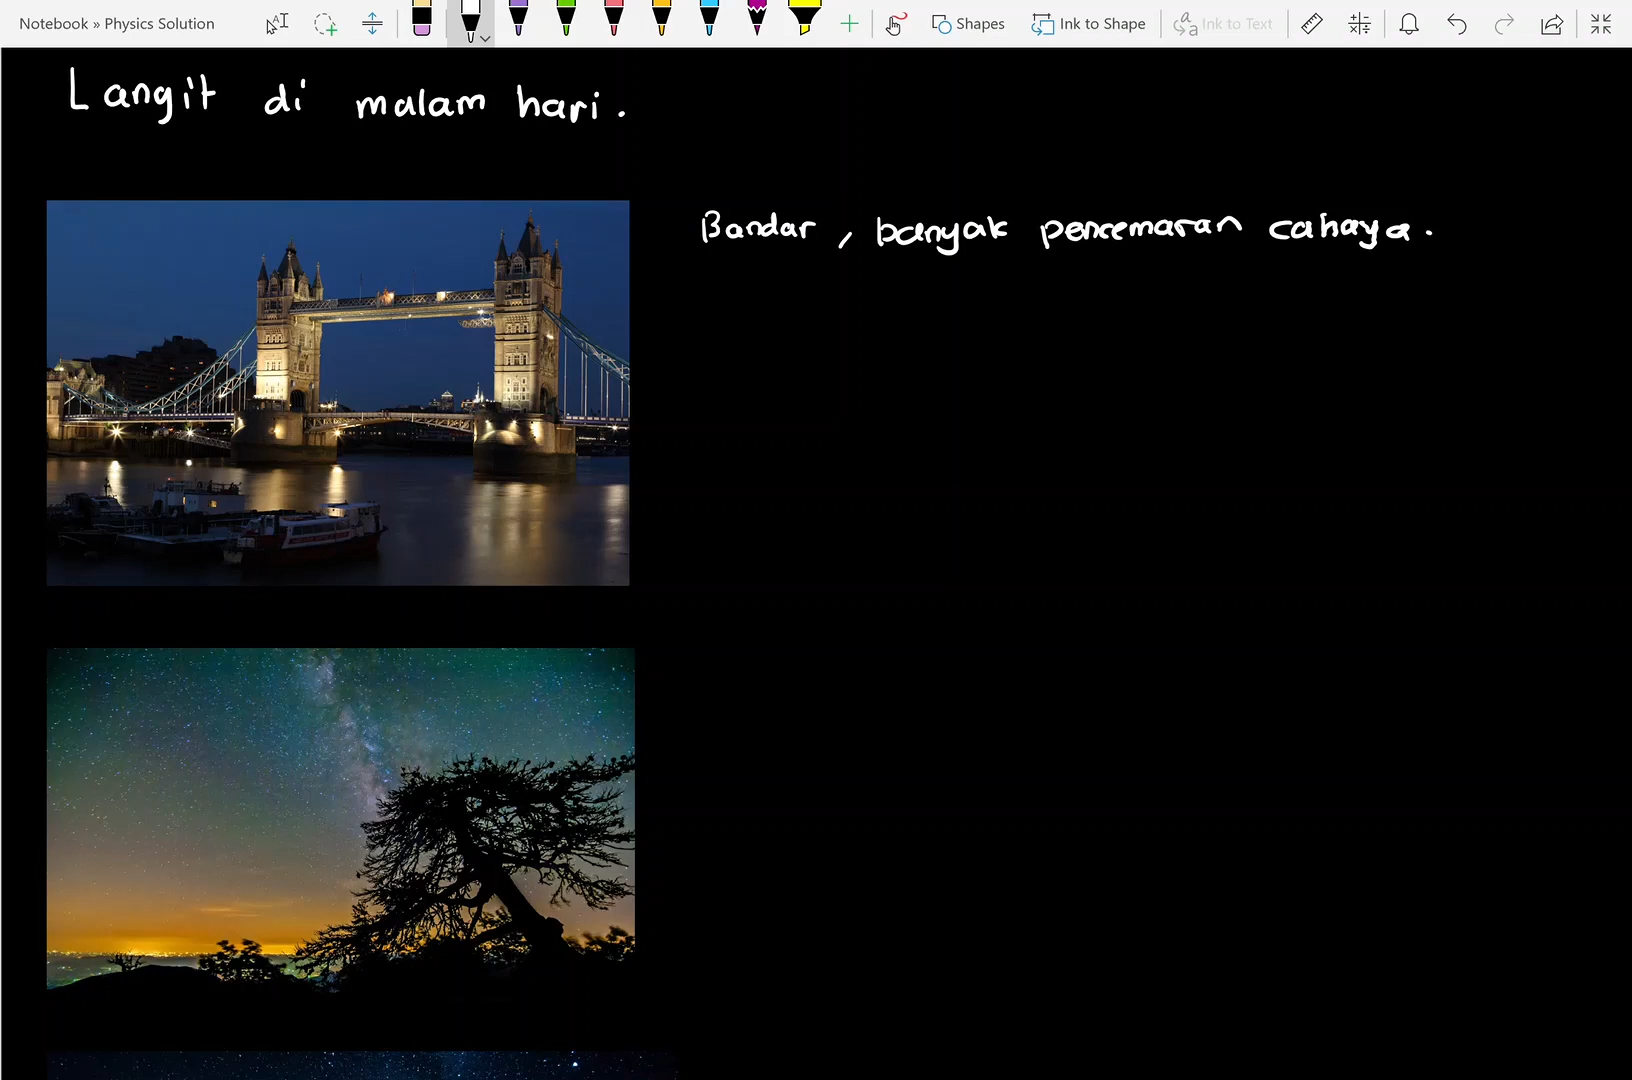 Notebook » Physics Solution
Shapes
Ink to Shape
Ink to Text
Langit di malam hari.
Bandar, banyak pencemaran cahaya.